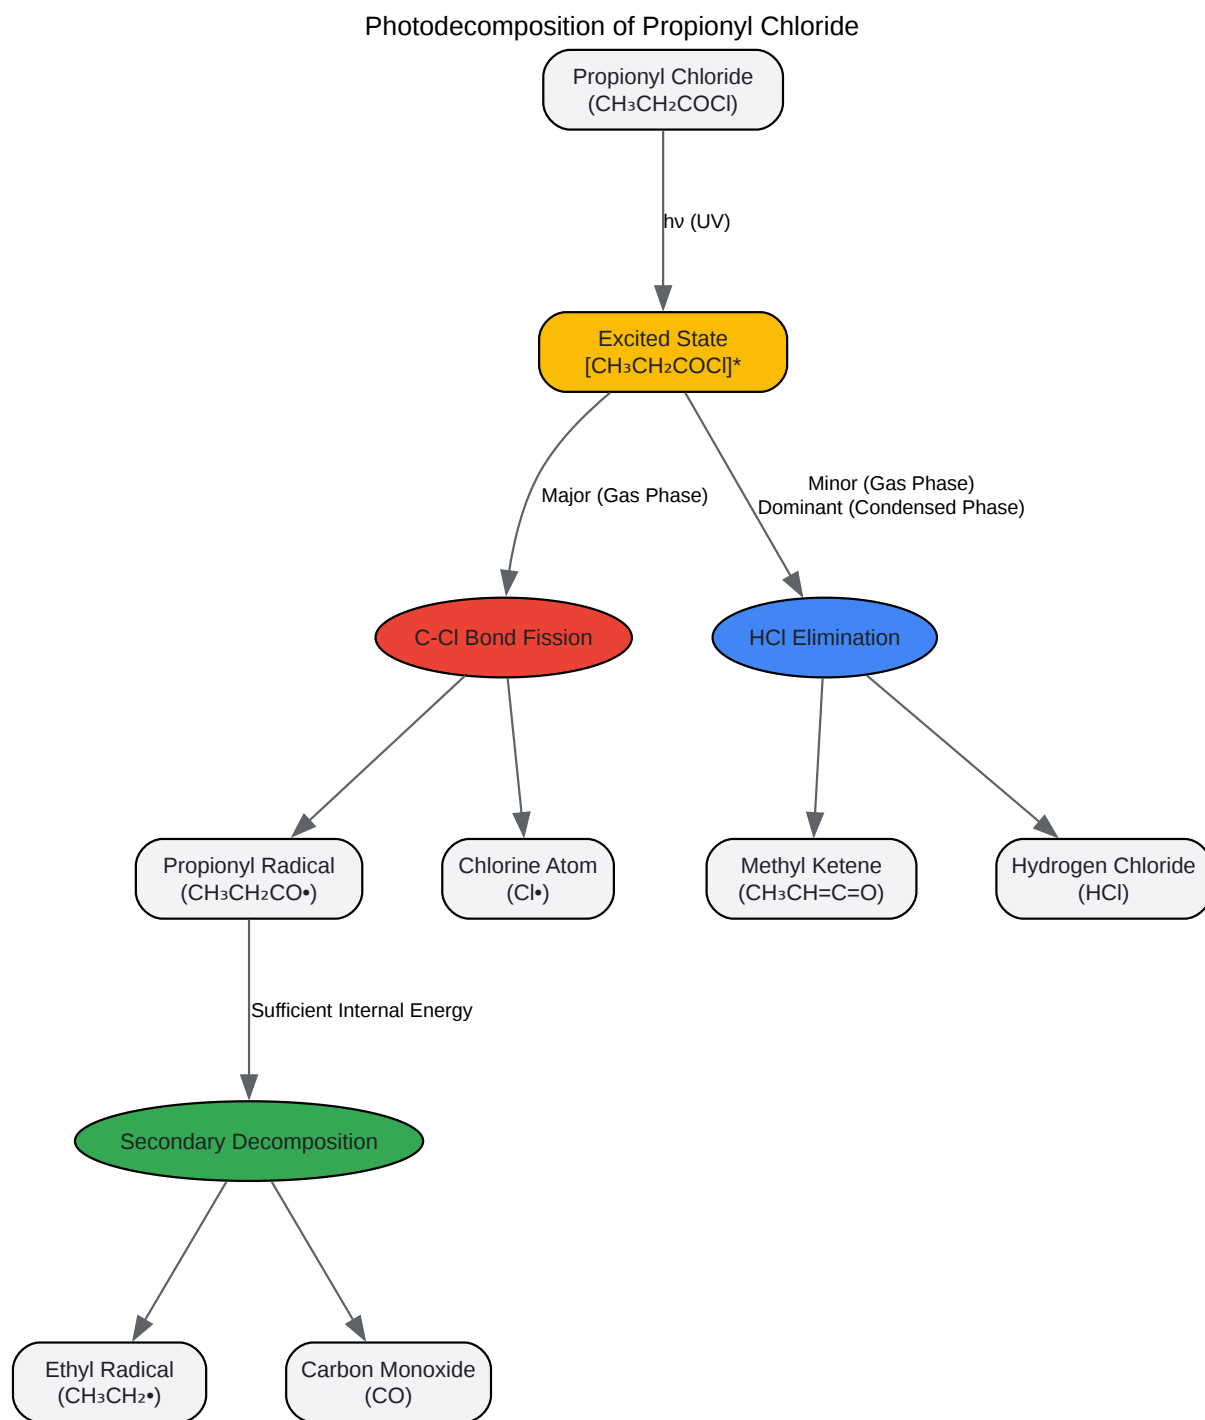 Photodecomposition of Propionyl Chloride
Propionyl Chloride
(CH₃CH₂COCl)
hν (UV)
Excited State
[CH₃CH₂COCl]*
Major (Gas Phase)
Minor (Gas Phase)
Dominant (Condensed Phase)
C-Cl Bond Fission
HCl Elimination
Propionyl Radical
(CH₃CH₂CO•)
Chlorine Atom
(Cl•)
Methyl Ketene
(CH₃CH=C=O)
Hydrogen Chloride
(HCl)
Sufficient Internal Energy
Secondary Decomposition
Ethyl Radical
(CH₃CH₂•)
Carbon Monoxide
(CO)